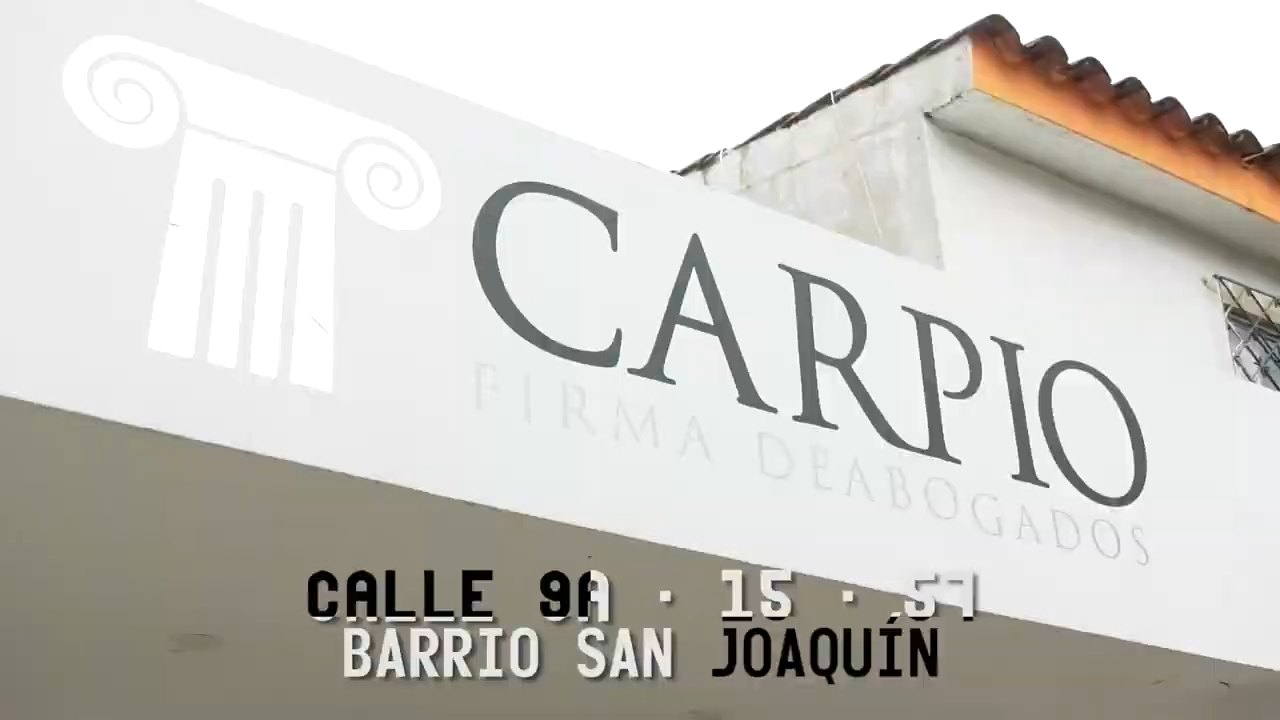 CARPIO
FIRMA DEABOGADOS
CALLE 9A · 15 · 57
BARRIO SAN JOAQUÍN